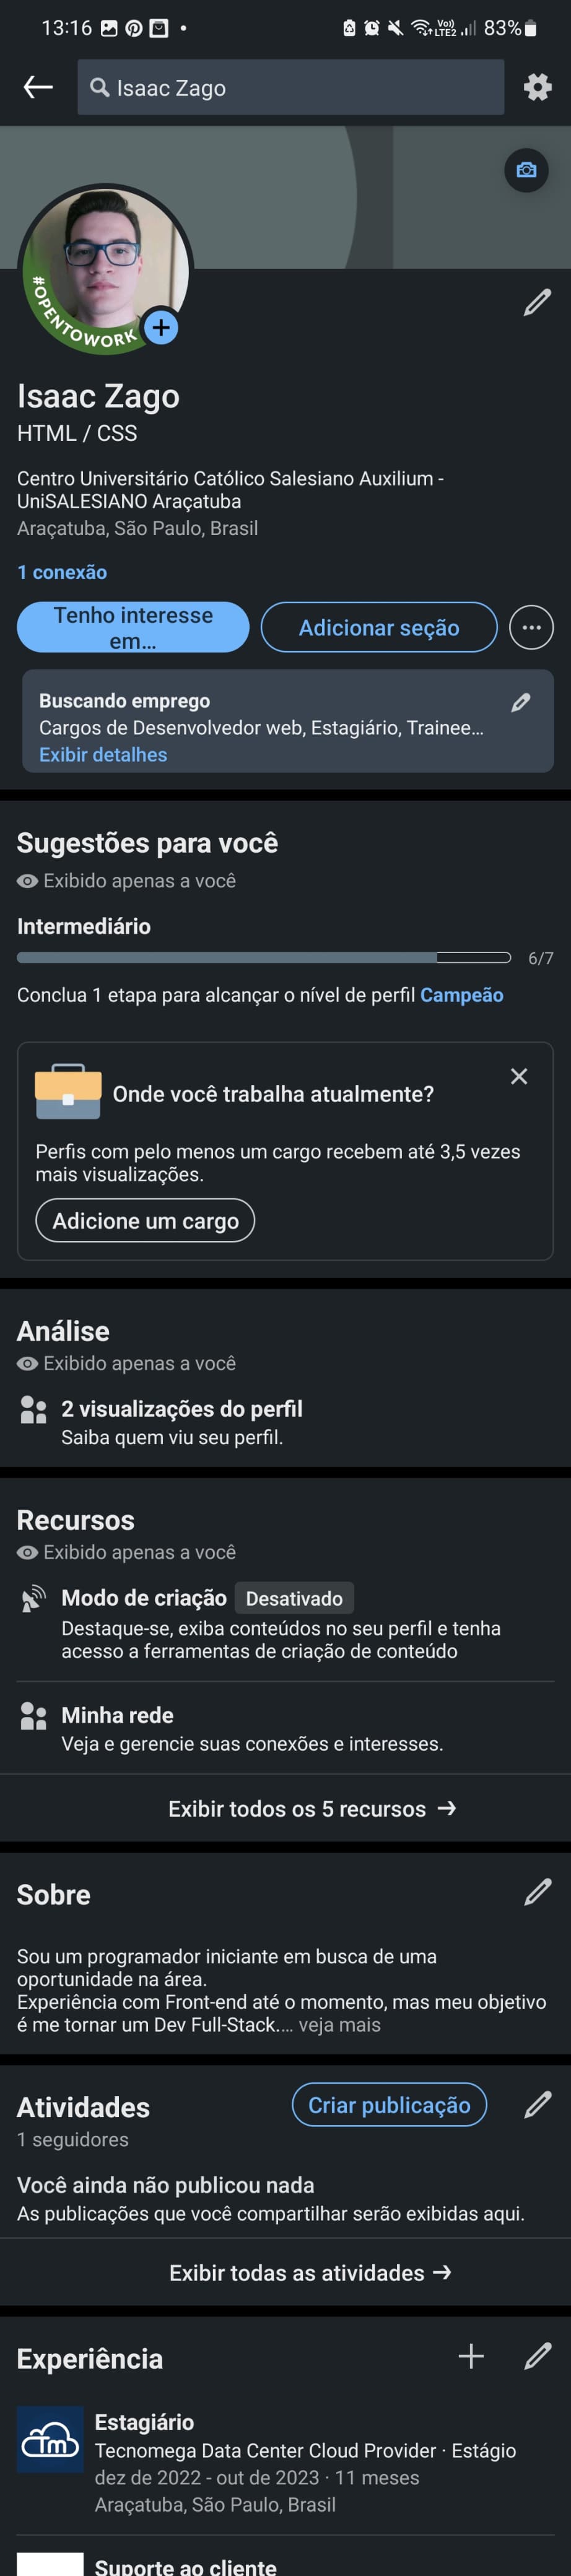 13:16
Vo))
LTE2
83%
Isaac Zago
#OPENTOWORK
Isaac Zago
HTML / CSS
Centro Universitário Católico Salesiano Auxilium -
UniSALESIANO Araçatuba
Araçatuba, São Paulo, Brasil
1 conexão
Tenho interesse
em...
Adicionar seção
Buscando emprego
Cargos de Desenvolvedor web, Estagiário, Trainee...
Exibir detalhes
Sugestões para você
Exibido apenas a você
Intermediário
6/7
Conclua 1 etapa para alcançar o nível de perfil Campeão
Onde você trabalha atualmente?
Perfis com pelo menos um cargo recebem até 3,5 vezes
mais visualizações.
Adicione um cargo
Análise
Exibido apenas a você
2 visualizações do perfil
Saiba quem viu seu perfil.
Recursos
Exibido apenas a você
Modo de criação Desativado
Destaque-se, exiba conteúdos no seu perfil e tenha
acesso a ferramentas de criação de conteúdo
Minha rede
Veja e gerencie suas conexões e interesses.
Exibir todos os 5 recursos →
Sobre
Sou um programador iniciante em busca de uma
oportunidade na área.
Experiência com Front-end até o momento, mas meu objetivo
é me tornar um Dev Full-Stack.... veja mais
Atividades
Criar publicação
1 seguidores
Você ainda não publicou nada
As publicações que você compartilhar serão exibidas aqui.
Exibir todas as atividades →
Experiência
Tm
Estagiário
Tecnomega Data Center Cloud Provider · Estágio
dez de 2022 - out de 2023 · 11 meses
Araçatuba, São Paulo, Brasil
Suporte ao cliente